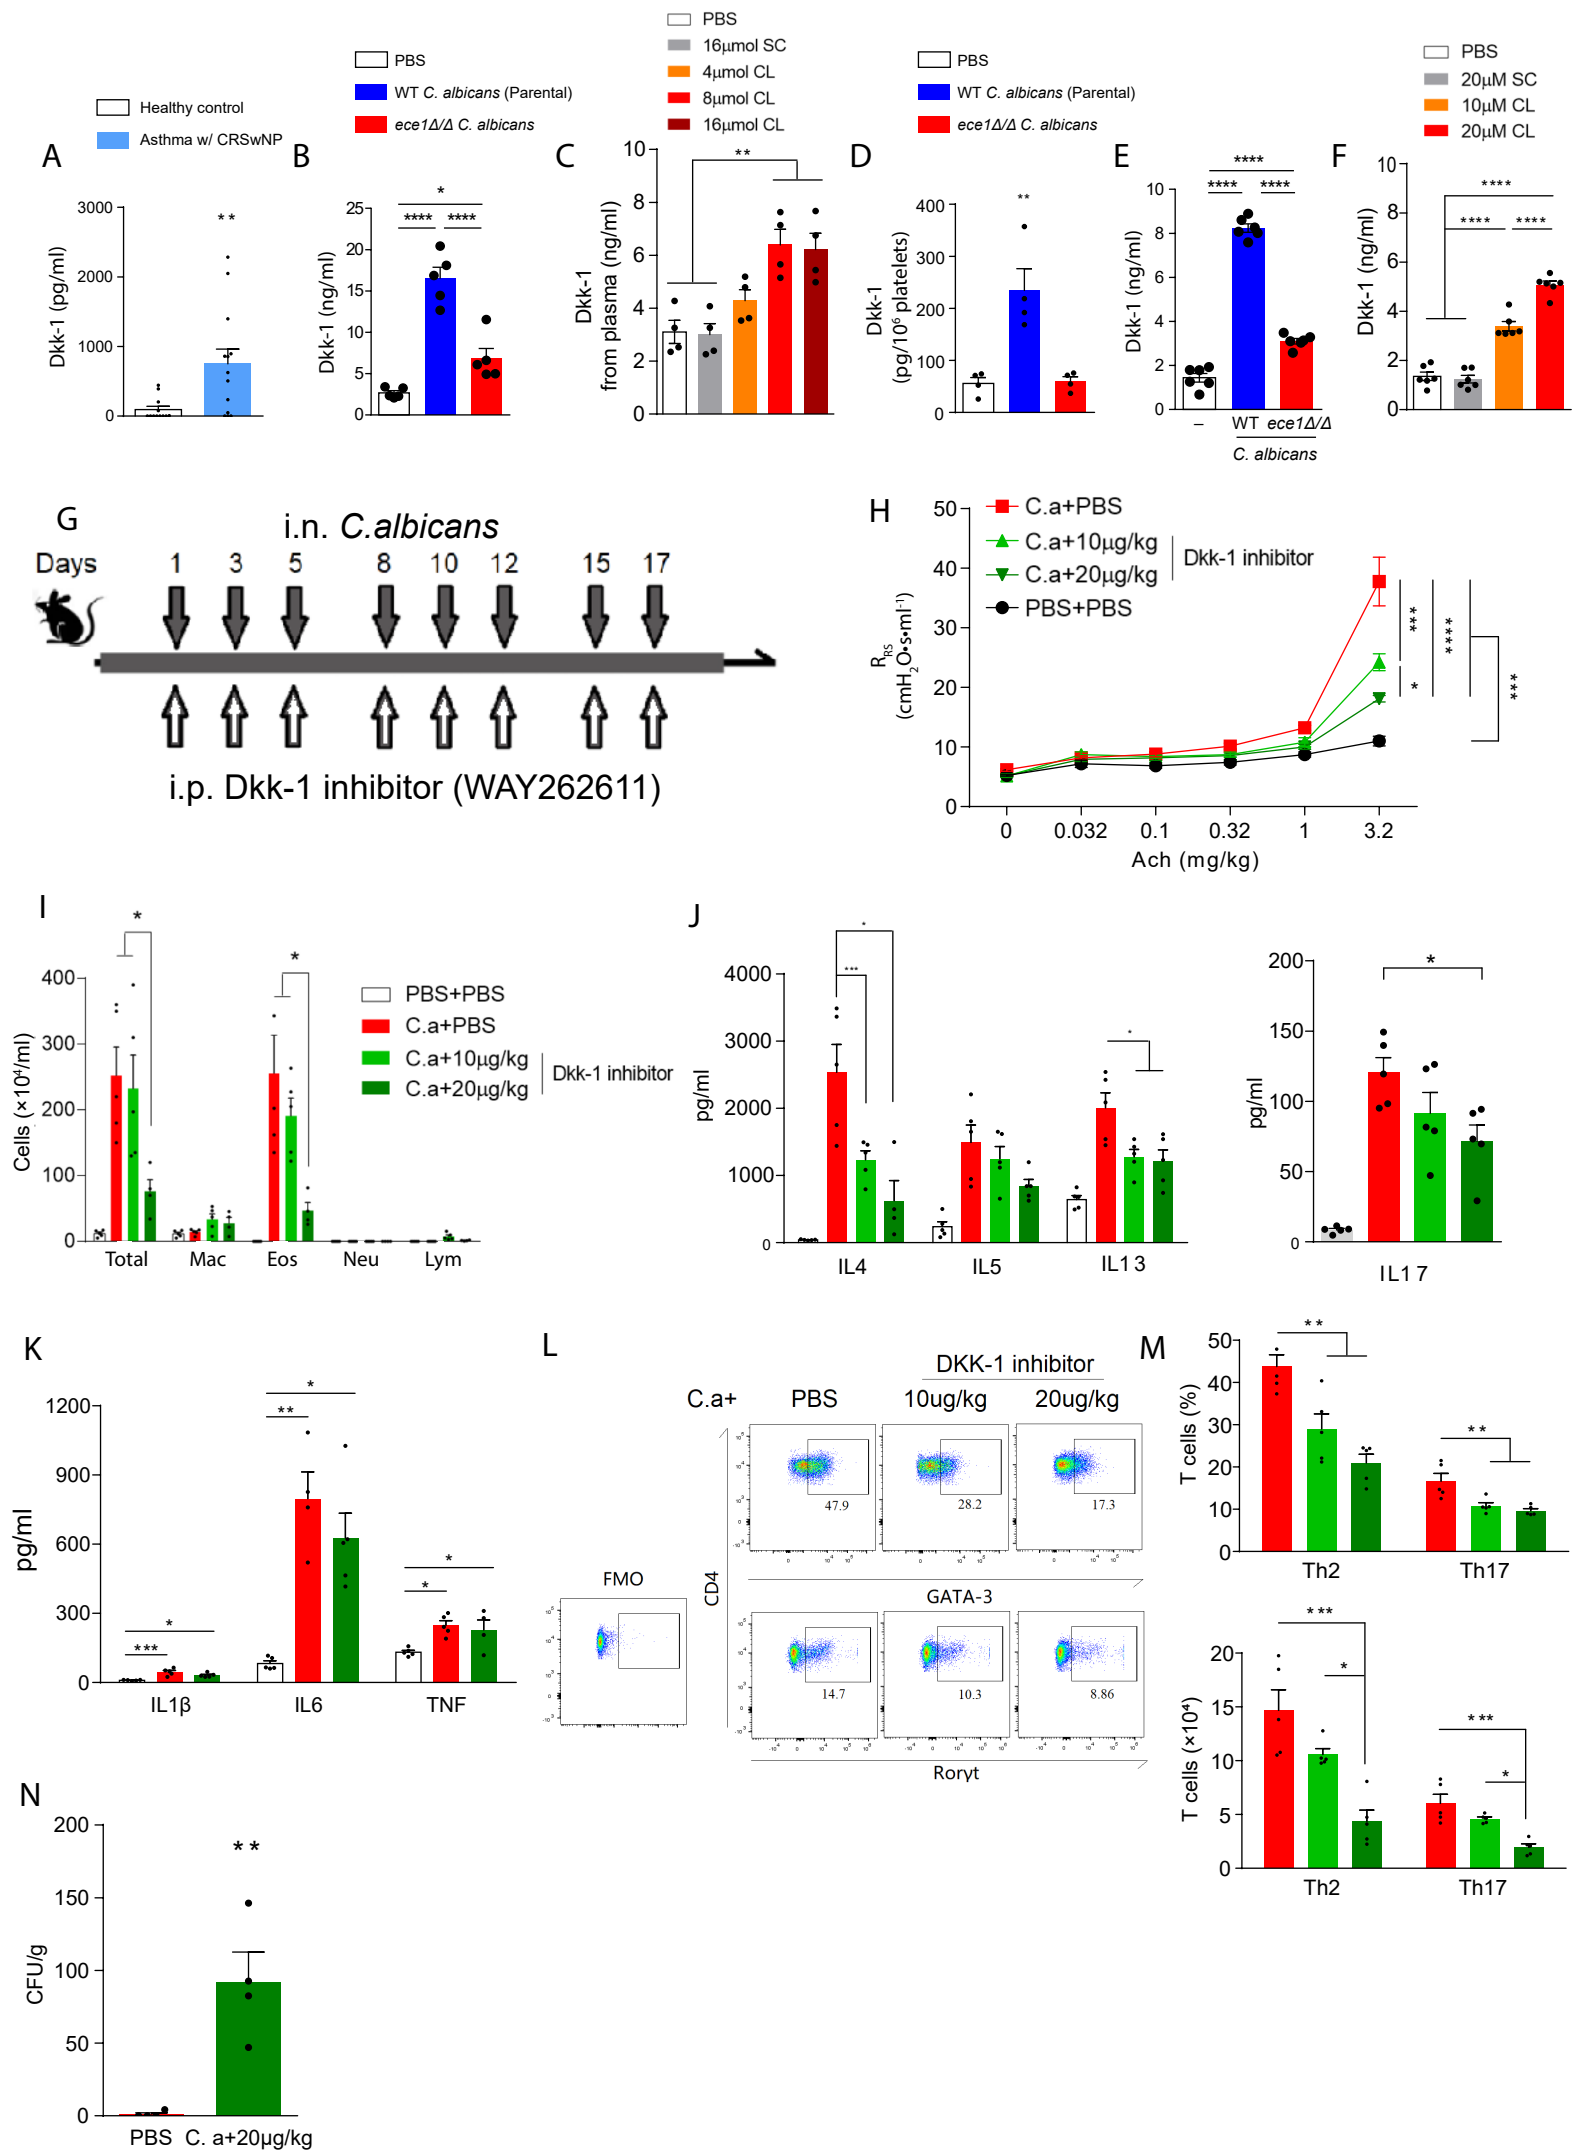 PBS
16μmol SC
4μmol CL
8μmol CL
16μmol CL
PBS
WT C. albicans (Parental)
ece1Δ/Δ C. albicans
PBS
WT C. albicans (Parental)
ece1Δ/Δ C. albicans
PBS
20μM SC
10μM CL
20μM CL
Healthy control
Asthma w/ CRSwNP
A
Dkk-1 (pg/ml)
3000
2000
1000
0
**
B
Dkk-1 (ng/ml)
25
20
15
10
5
0
*
**** ****
C
Dkk-1
from plasma (ng/ml)
10
8
6
4
2
0
**
D
Dkk-1
(pg/10⁶ platelets)
400
300
200
100
0
**
E
Dkk-1 (ng/ml)
10
8
6
4
2
0
****
**** ****
– WT ece1Δ/Δ
C. albicans
F
Dkk-1 (ng/ml)
10
8
6
4
2
0
****
**** ****
G
i.n. C.albicans
Days 1 3 5 8 10 12 15 17
i.p. Dkk-1 inhibitor (WAY262611)
H
C.a+PBS
C.a+10μg/kg
C.a+20μg/kg
PBS+PBS
Dkk-1 inhibitor
R_RS
(cmH₂O•s•ml⁻¹)
50
40
30
20
10
0
***
*
****
***
0 0.032 0.1 0.32 1 3.2
Ach (mg/kg)
I
Cells (×10⁴/ml)
400
300
200
100
0
*
*
Total Mac Eos Neu Lym
PBS+PBS
C.a+PBS
C.a+10μg/kg
C.a+20μg/kg
Dkk-1 inhibitor
J
pg/ml
4000
3000
2000
1000
0
*
***
*
IL4 IL5 IL13
pg/ml
200
150
100
50
0
*
IL17
K
pg/ml
1200
900
600
300
0
*
***
*
**
*
*
IL1β IL6 TNF
L
DKK-1 inhibitor
C.a+ PBS 10ug/kg 20ug/kg
47.9 28.2 17.3
GATA-3
FMO
CD4
14.7 10.3 8.86
Rorγt
M
T cells (%)
50
40
30
20
10
0
**
**
Th2 Th17
T cells (×10⁴)
20
15
10
5
0
***
*
***
*
Th2 Th17
N
CFU/g
200
150
100
50
0
**
PBS C. a+20μg/kg